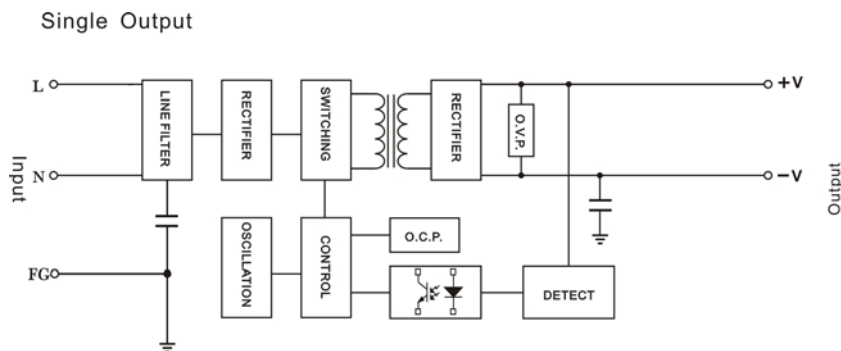 Single Output
L
N
Input
FG
LINE FILTER
RECTIFIER
SWITCHING
RECTIFIER
O.V.P.
+V
−V
Output
OSCILLATION
CONTROL
O.C.P.
DETECT